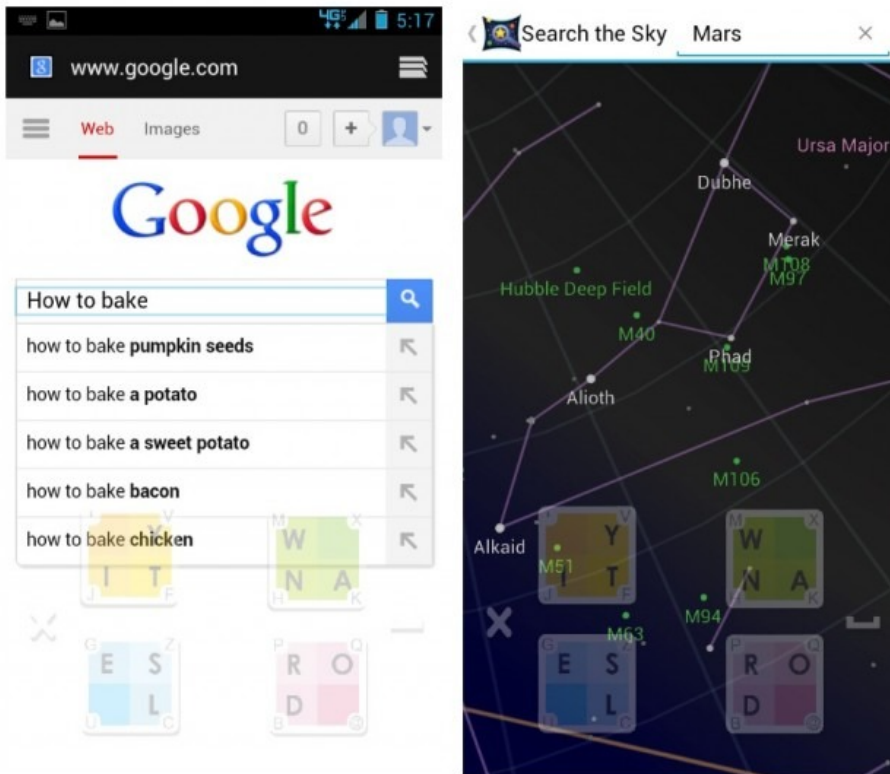 4G 5:17
8 www.google.com
Web Images 0 +
Google
How to bake
how to bake pumpkin seeds
how to bake a potato
how to bake a sweet potato
how to bake bacon
how to bake chicken
V
Y
I T
J F
M X
W
N A
H K
G Z
E S
L
U C
P Q
R O
D
B @
Search the Sky Mars ×
Ursa Major
Dubhe
Merak
M108
M97
Hubble Deep Field
M40
Phad
M109
Alioth
M106
Alkaid
M51
M94
M63
V
Y
I T
J F
M X
W
N A
H K
G Z
E S
L
U C
P Q
R O
D
B @